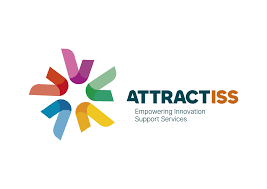 ATTRACTISS
Empowering Innovation
Support Services